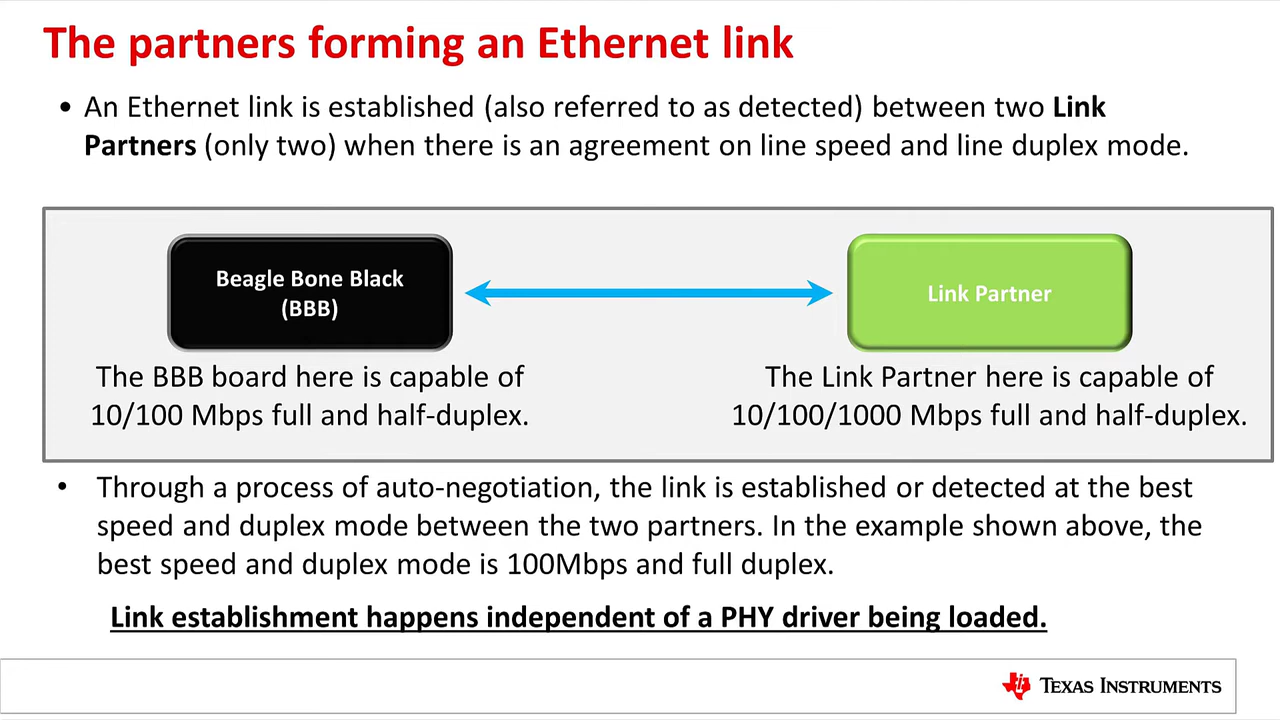 The partners forming an Ethernet link
• An Ethernet link is established (also referred to as detected) between two Link
Partners (only two) when there is an agreement on line speed and line duplex mode.
Beagle Bone Black
(BBB)
Link Partner
The BBB board here is capable of
10/100 Mbps full and half-duplex.
The Link Partner here is capable of
10/100/1000 Mbps full and half-duplex.
• Through a process of auto-negotiation, the link is established or detected at the best
speed and duplex mode between the two partners. In the example shown above, the
best speed and duplex mode is 100Mbps and full duplex.
Link establishment happens independent of a PHY driver being loaded.
TEXAS INSTRUMENTS